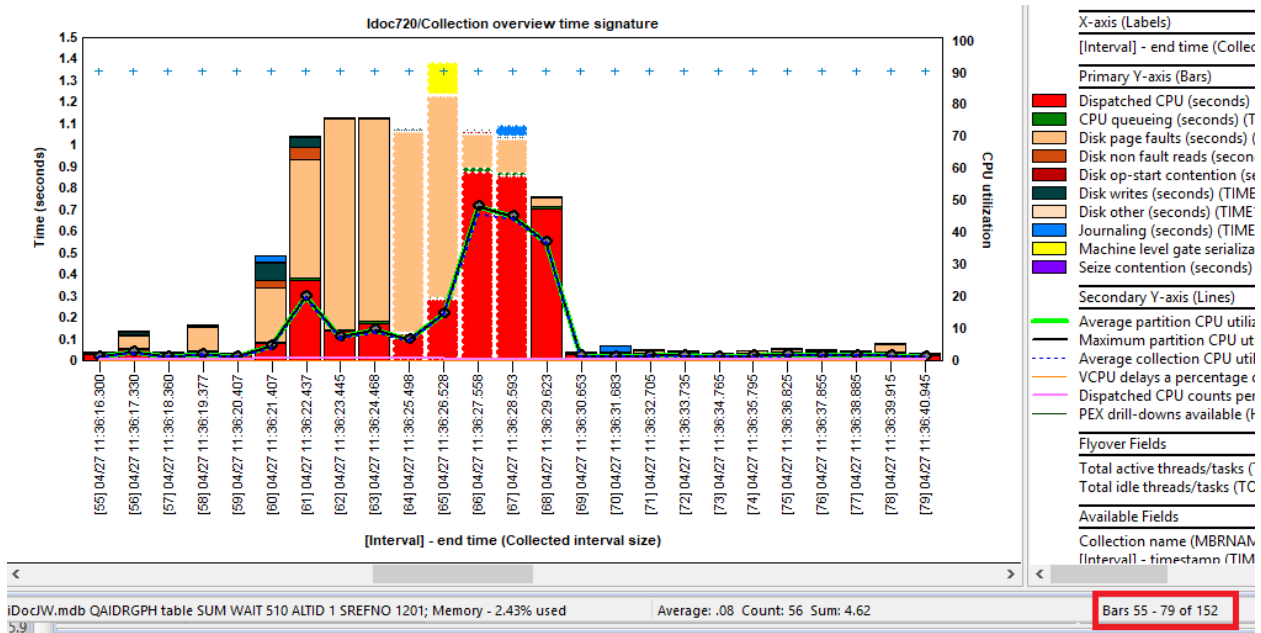 Idoc720/Collection overview time signature
1.5
1.4
1.3
1.2
1.1
1
0.9
0.8
0.7
0.6
0.5
0.4
0.3
0.2
0.1
0
Time (seconds)
100
90
80
70
60
50
40
30
20
10
0
CPU utilization
[55] 04/27 11:36:16.300
[56] 04/27 11:36:17.330
[57] 04/27 11:36:18.360
[58] 04/27 11:36:19.377
[59] 04/27 11:36:20.407
[60] 04/27 11:36:21.407
[61] 04/27 11:36:22.437
[62] 04/27 11:36:23.445
[63] 04/27 11:36:24.468
[64] 04/27 11:36:25.498
[65] 04/27 11:36:26.528
[66] 04/27 11:36:27.558
[67] 04/27 11:36:28.593
[68] 04/27 11:36:29.623
[69] 04/27 11:36:30.653
[70] 04/27 11:36:31.683
[71] 04/27 11:36:32.705
[72] 04/27 11:36:33.735
[73] 04/27 11:36:34.765
[74] 04/27 11:36:35.795
[75] 04/27 11:36:38.825
[76] 04/27 11:36:37.855
[77] 04/27 11:36:38.885
[78] 04/27 11:36:39.915
[79] 04/27 11:36:40.945
[Interval] - end time (Collected interval size)
X-axis (Labels)
[Interval] - end time (Collec
Primary Y-axis (Bars)
Dispatched CPU (seconds)
CPU queueing (seconds) (T
Disk page faults (seconds) (
Disk non fault reads (secon
Disk op-start contention (se
Disk writes (seconds) (TIME
Disk other (seconds) (TIME
Journaling (seconds) (TIME
Machine level gate serializa
Seize contention (seconds)
Secondary Y-axis (Lines)
Average partition CPU utiliz
Maximum partition CPU ut
Average collection CPU util
VCPU delays a percentage o
Dispatched CPU counts per
PEX drill-downs available (H
Flyover Fields
Total active threads/tasks (
Total idle threads/tasks (TO
Available Fields
Collection name (MBRNAM
[Interval] - timestamp (TIM
iDocJW.mdb QAIDRGPH table SUM WAIT 510 ALTID 1 SREFNO 1201; Memory - 2.43% used
Average: .08 Count: 56 Sum: 4.62
Bars 55 - 79 of 152
5.9